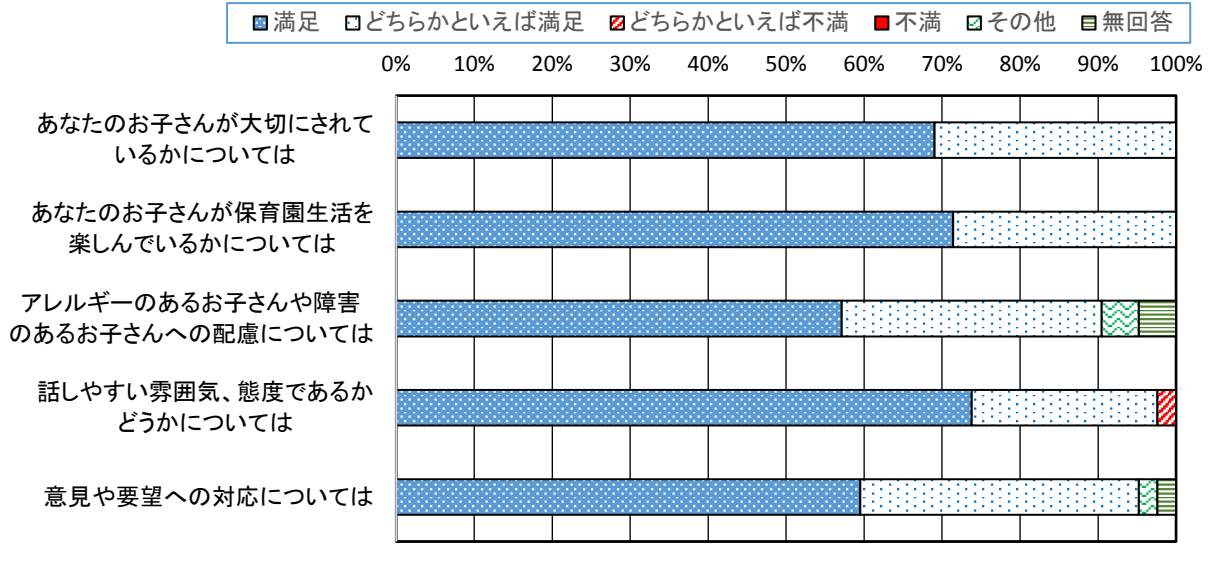 満足 どちらかといえば満足 どちらかといえば不満 不満 その他 無回答
0% 10% 20% 30% 40% 50% 60% 70% 80% 90% 100%
あなたのお子さんが大切にされて
いるかについては
あなたのお子さんが保育園生活を
楽しんでいるかについては
アレルギーのあるお子さんや障害
のあるお子さんへの配慮については
話しやすい雰囲気、態度であるか
どうかについては
意見や要望への対応については